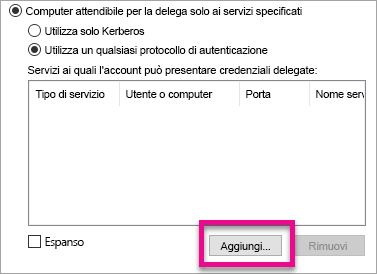 Computer attendibile per la delega solo ai servizi specificati
Utilizza solo Kerberos
Utilizza un qualsiasi protocollo di autenticazione
Servizi ai quali l'account può presentare credenziali delegate:
Tipo di servizio Utente o computer Porta Nome serv
Espanso Aggiungi... Rimuovi